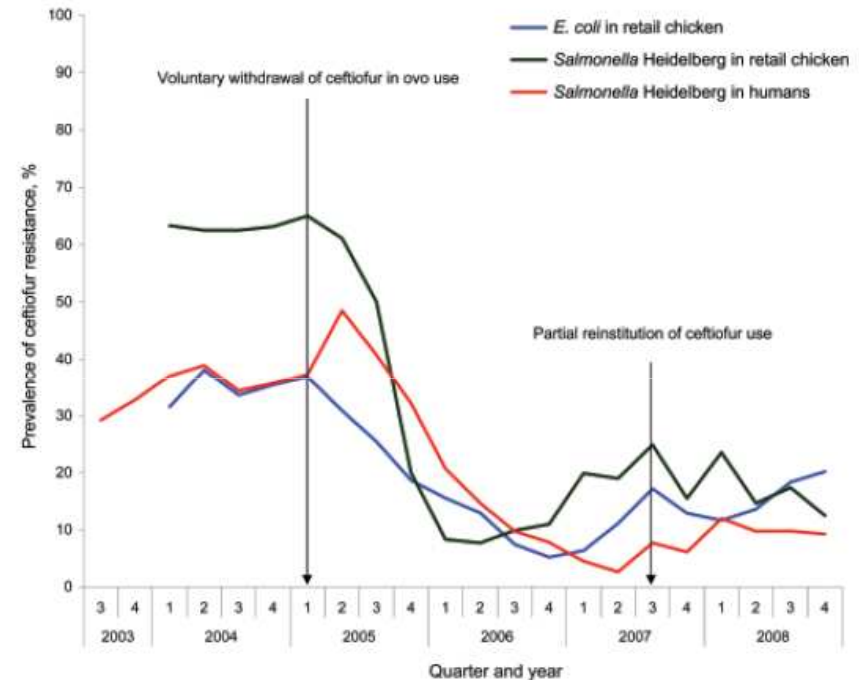 100
E. coli in retail chicken
Salmonella Heidelberg in retail chicken
Salmonella Heidelberg in humans
90
Voluntary withdrawal of ceftiofur in ovo use
80
70
60
50
Partial reinstitution of ceftiofur use
40
30
20
10
0
Prevalence of ceftiofur resistance, %
3 4 1 2 3 4 1 2 3 4 1 2 3 4 1 2 3 4 1 2 3 4
2003 2004 2005 2006 2007 2008
Quarter and year